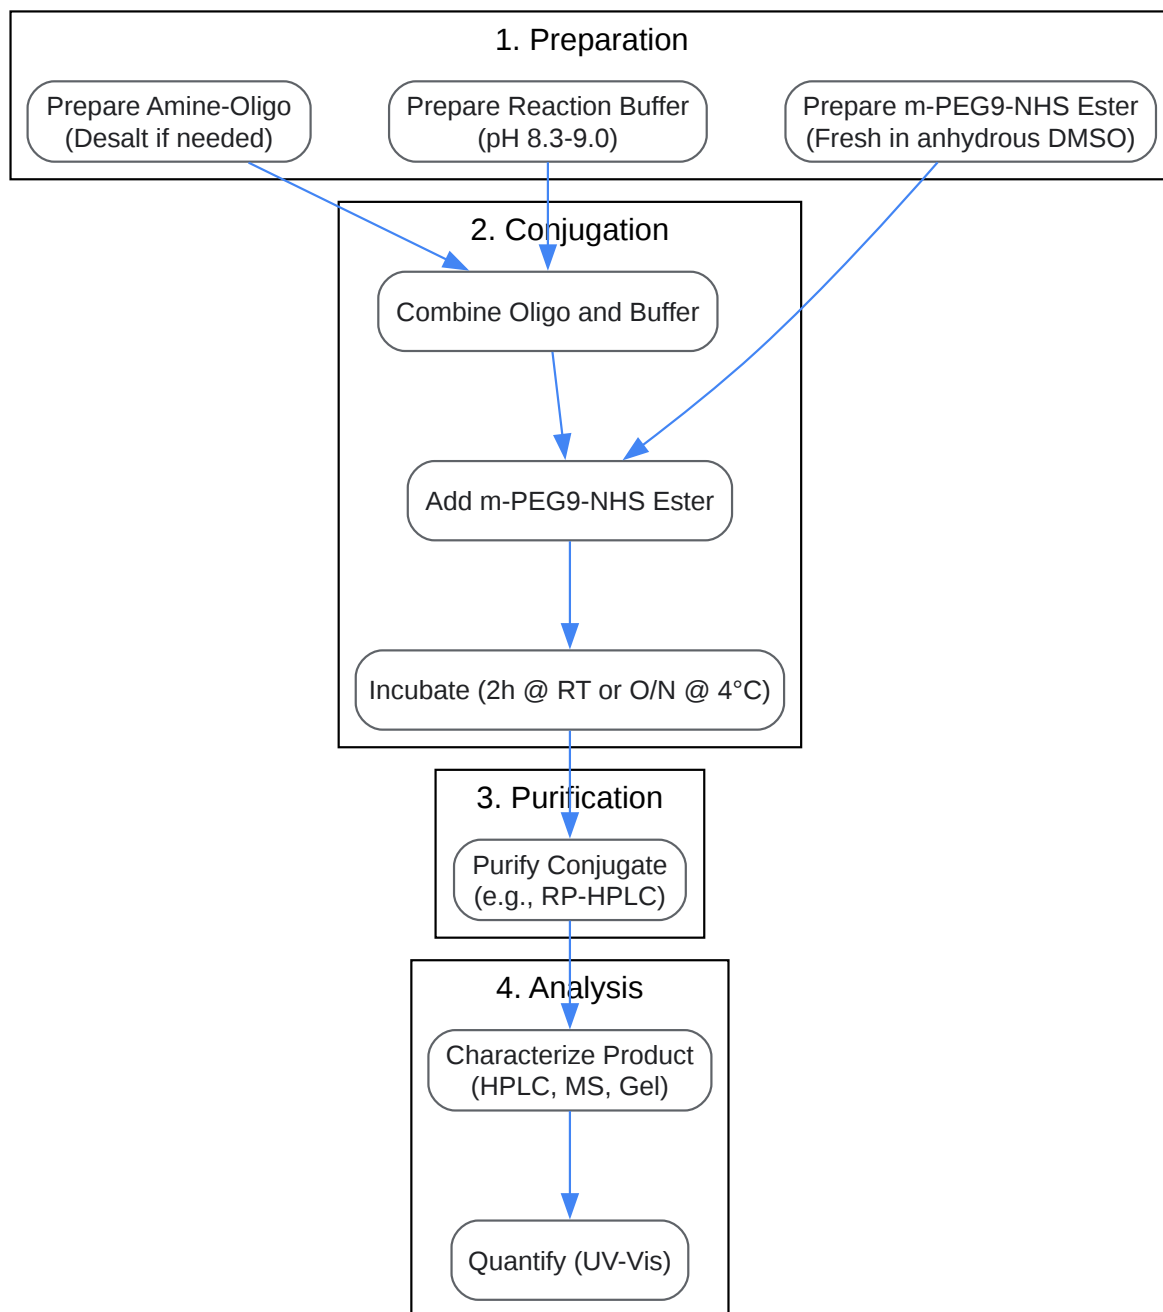 1. Preparation
Prepare Amine-Oligo
(Desalt if needed)
Prepare Reaction Buffer
(pH 8.3-9.0)
Prepare m-PEG9-NHS Ester
(Fresh in anhydrous DMSO)
2. Conjugation
Combine Oligo and Buffer
Add m-PEG9-NHS Ester
Incubate (2h @ RT or O/N @ 4°C)
3. Purification
Purify Conjugate
(e.g., RP-HPLC)
4. Analysis
Characterize Product
(HPLC, MS, Gel)
Quantify (UV-Vis)